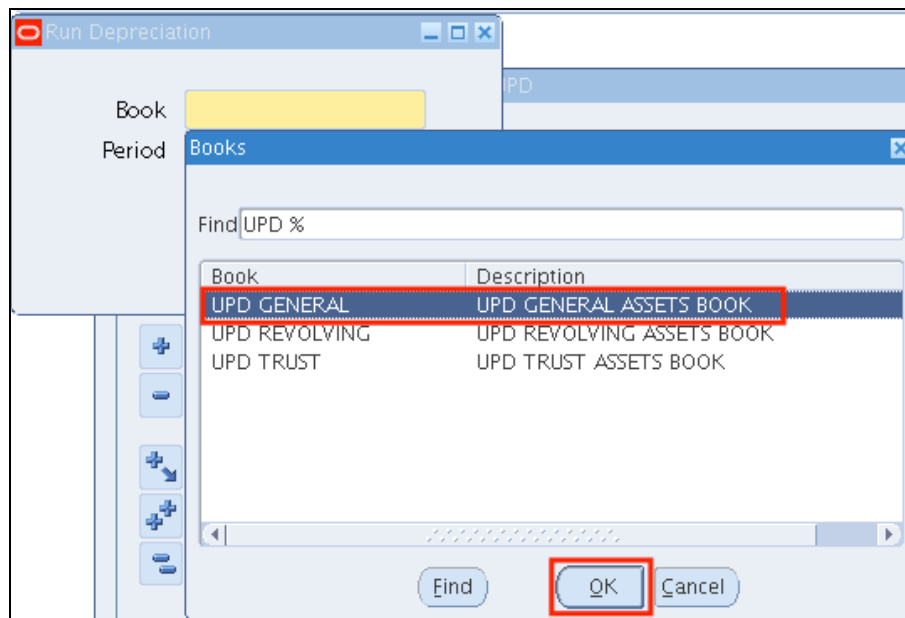 Run Depreciation
UPD
Book
Period
Books
Find UPD %
Book Description
UPD GENERAL UPD GENERAL ASSETS BOOK
UPD REVOLVING UPD REVOLVING ASSETS BOOK
UPD TRUST UPD TRUST ASSETS BOOK
Find OK Cancel